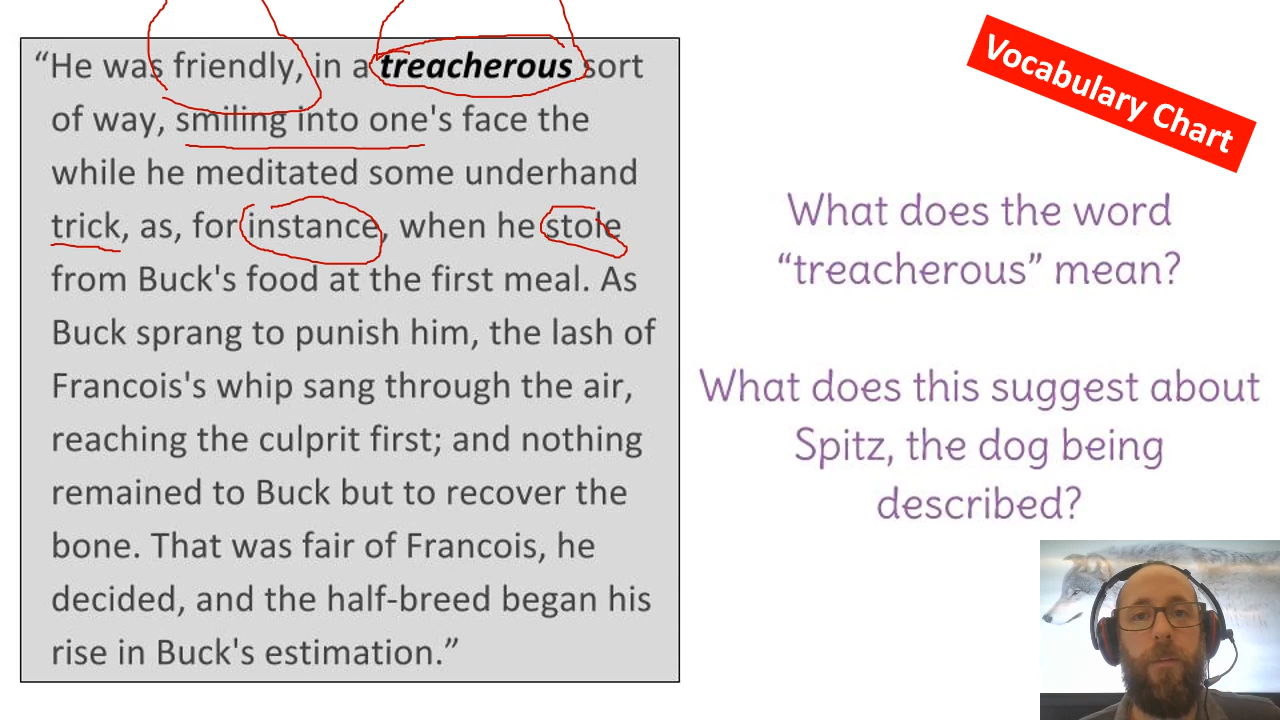 “He was friendly, in a treacherous sort
of way, smiling into one's face the
while he meditated some underhand
trick, as, for instance, when he stole
from Buck's food at the first meal. As
Buck sprang to punish him, the lash of
Francois's whip sang through the air,
reaching the culprit first; and nothing
remained to Buck but to recover the
bone. That was fair of Francois, he
decided, and the half-breed began his
rise in Buck's estimation.”
Vocabulary Chart
What does the word
“treacherous” mean?
What does this suggest about
Spitz, the dog being
described?